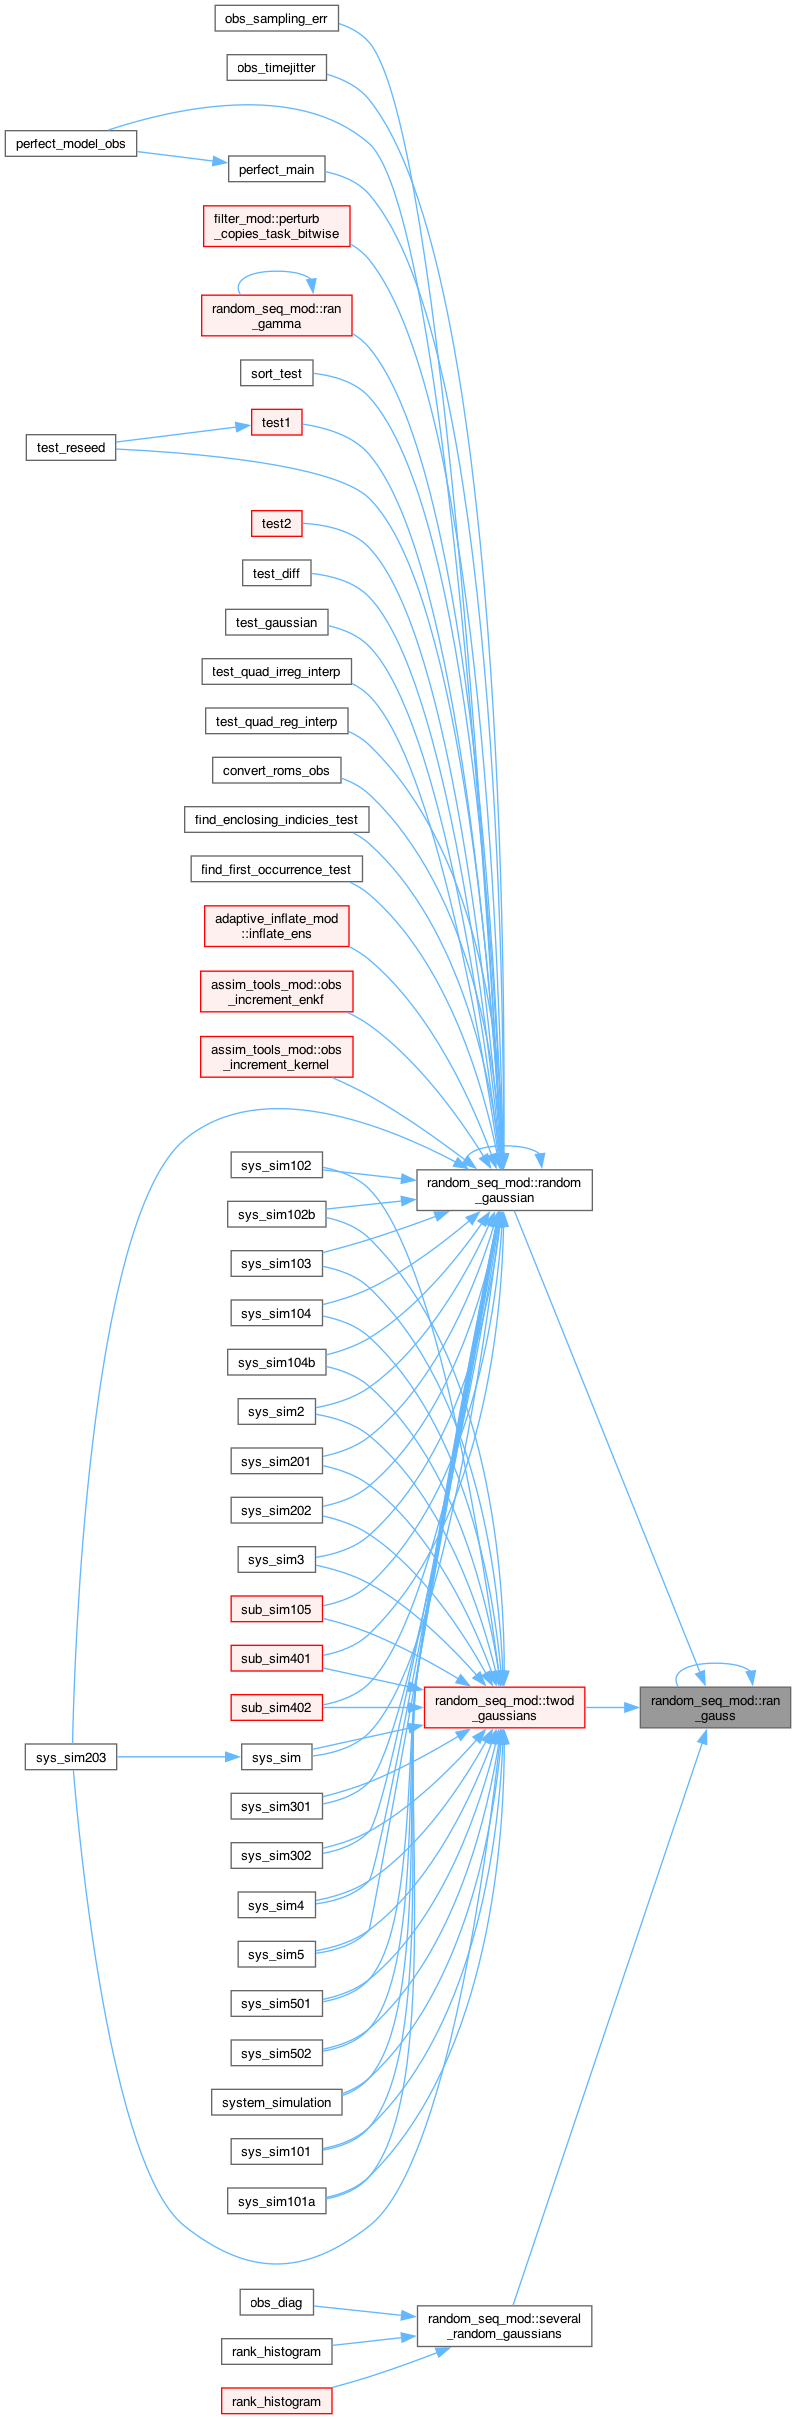 obs_sampling_err
obs_timejitter
perfect_model_obs
perfect_main
filter_mod::perturb
_copies_task_bitwise
random_seq_mod::ran
_gamma
sort_test
test1
test_reseed
test2
test_diff
test_gaussian
test_quad_irreg_interp
test_quad_reg_interp
convert_roms_obs
find_enclosing_indicies_test
find_first_occurrence_test
adaptive_inflate_mod
::inflate_ens
assim_tools_mod::obs
_increment_enkf
assim_tools_mod::obs
_increment_kernel
sys_sim102
random_seq_mod::random
_gaussian
sys_sim102b
sys_sim103
sys_sim104
sys_sim104b
sys_sim2
sys_sim201
sys_sim202
sys_sim3
sub_sim105
sub_sim401
sub_sim402
random_seq_mod::twod
_gaussians
random_seq_mod::ran
_gauss
sys_sim203
sys_sim
sys_sim301
sys_sim302
sys_sim4
sys_sim5
sys_sim501
sys_sim502
system_simulation
sys_sim101
sys_sim101a
obs_diag
random_seq_mod::several
_random_gaussians
rank_histogram
rank_histogram